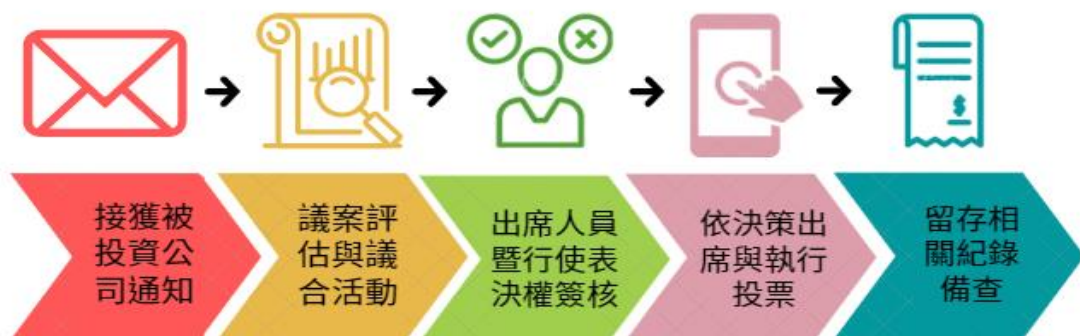 接獲被
投資公
司通知
議案評
估與議
合活動
出席人員
暨行使表
決權簽核
依決策出
席與執行
投票
留存相
關紀錄
備查
$